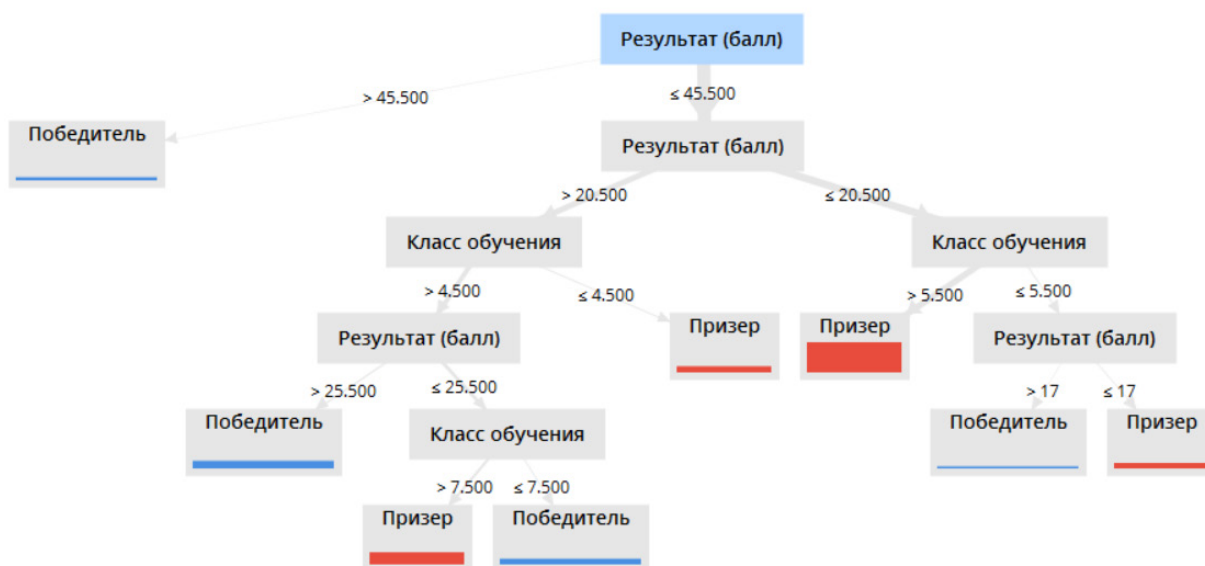 Результат (балл)
> 45.500
≤ 45.500
Победитель
Результат (балл)
> 20.500
≤ 20.500
Класс обучения
Класс обучения
> 4.500
≤ 4.500
> 5.500
≤ 5.500
Результат (балл)
Призер
Призер
Результат (балл)
> 25.500
≤ 25.500
> 17
≤ 17
Победитель
Класс обучения
Победитель
Призер
> 7.500
≤ 7.500
Призер
Победитель